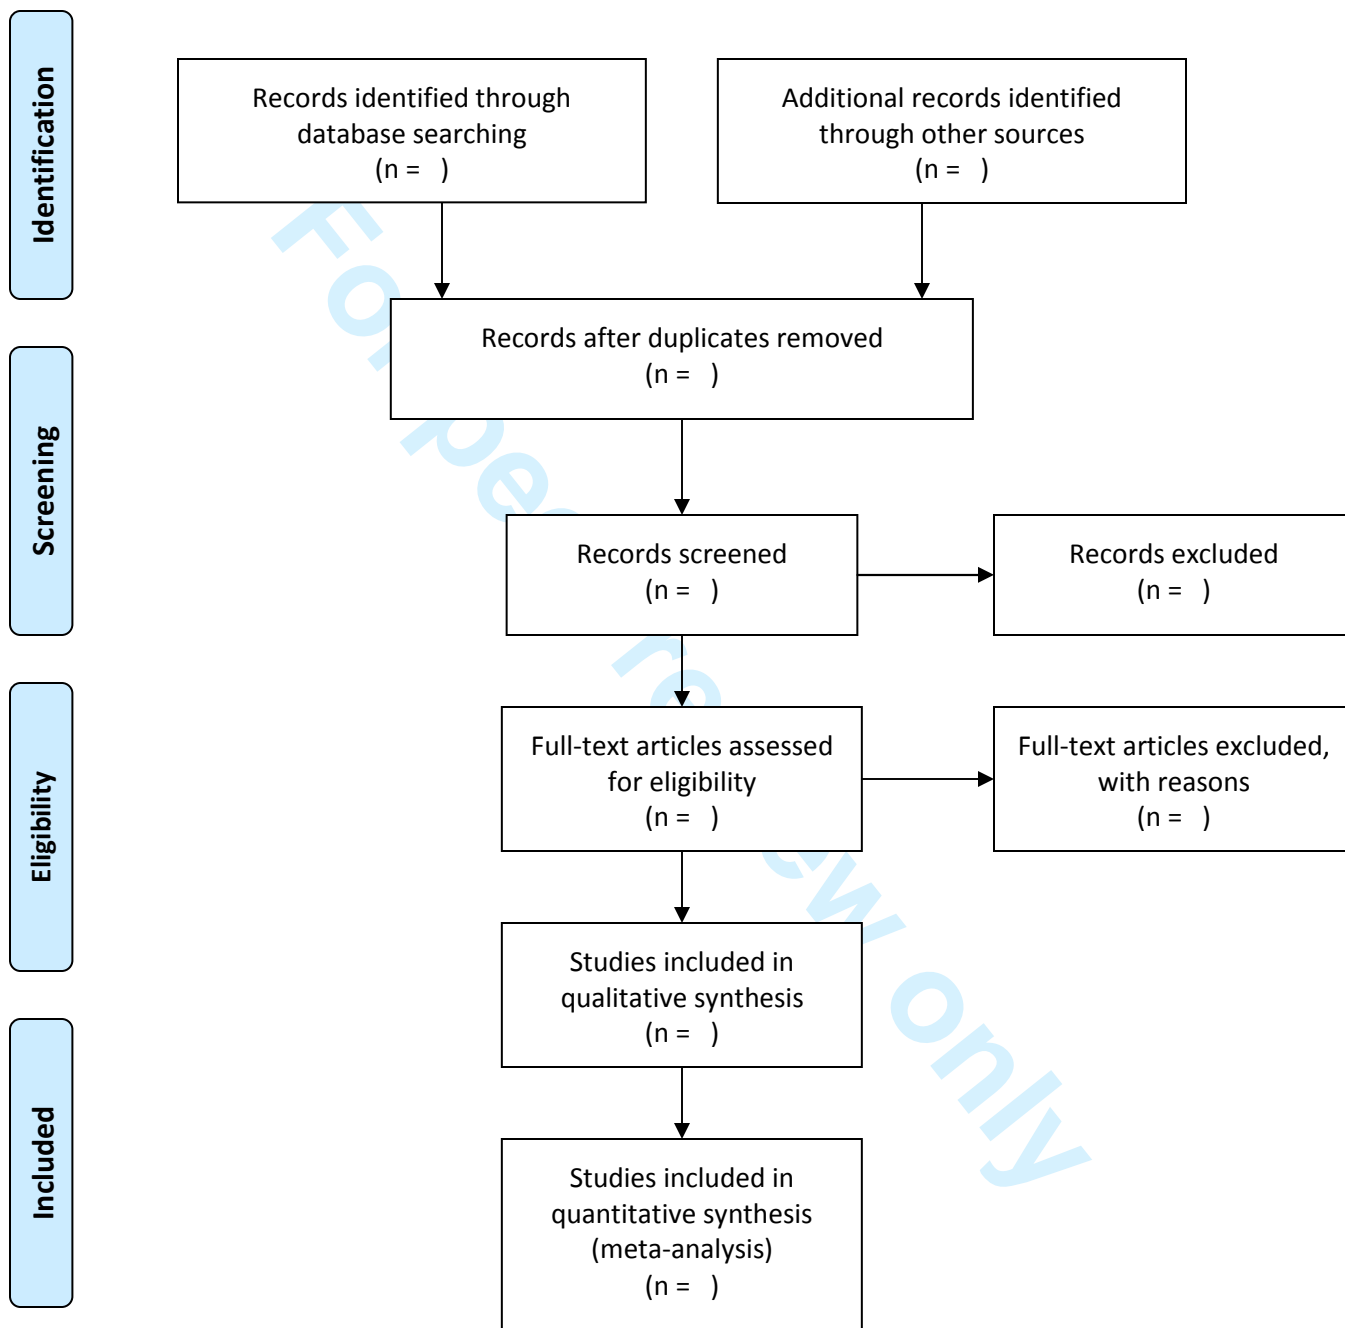 Identification
Records identified through
database searching
(n =   )
Additional records identified
through other sources
(n =   )
Records after duplicates removed
(n =   )
Screening
Records screened
(n =   )
Records excluded
(n =   )
Eligibility
Full-text articles assessed
for eligibility
(n =   )
Full-text articles excluded,
with reasons
(n =   )
Studies included in
qualitative synthesis
(n =   )
Included
Studies included in
quantitative synthesis
(meta-analysis)
(n =   )
For peer review only